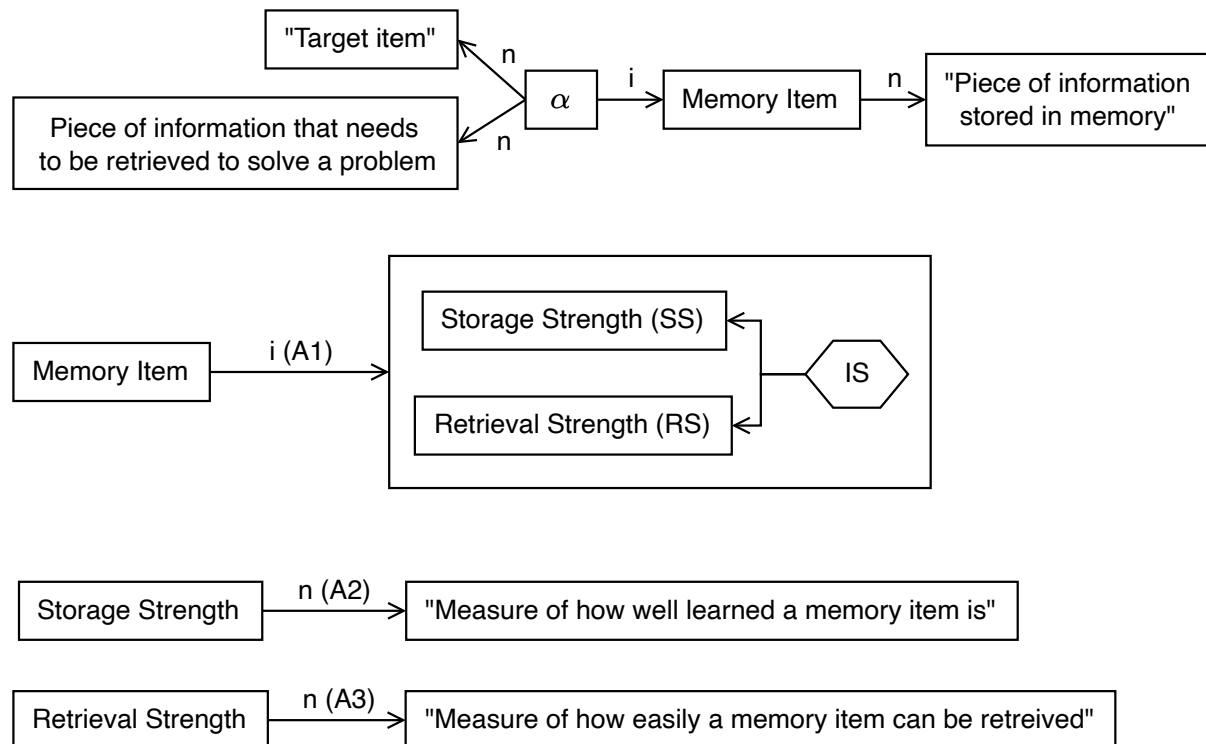 "Target item"
n
α
i
Memory Item
n
"Piece of information
stored in memory"
Piece of information that needs
to be retrieved to solve a problem
n
Storage Strength (SS)
Memory Item
i (A1)
IS
Retrieval Strength (RS)
Storage Strength
n (A2)
"Measure of how well learned a memory item is"
Retrieval Strength
n (A3)
"Measure of how easily a memory item can be retreived"